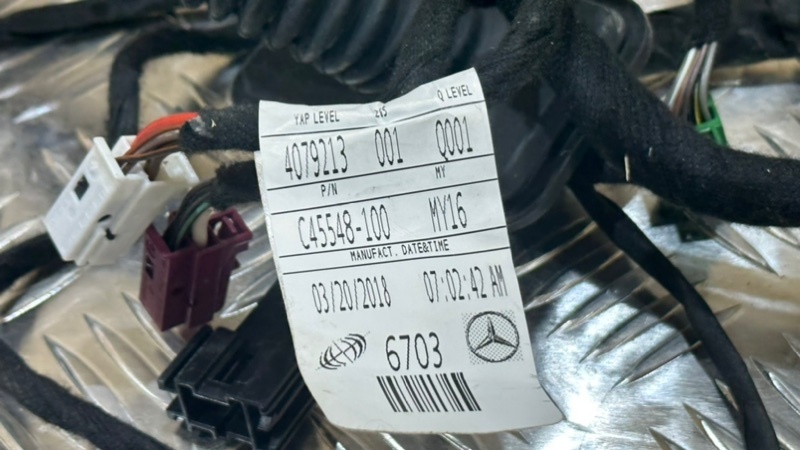 YAP LEVEL Q LEVEL
4079213 001 Q001
P/N MY
C45548-100 MY16
MANUFACT. DATE&TIME
03/20/2018 07:02:42 AM
6703